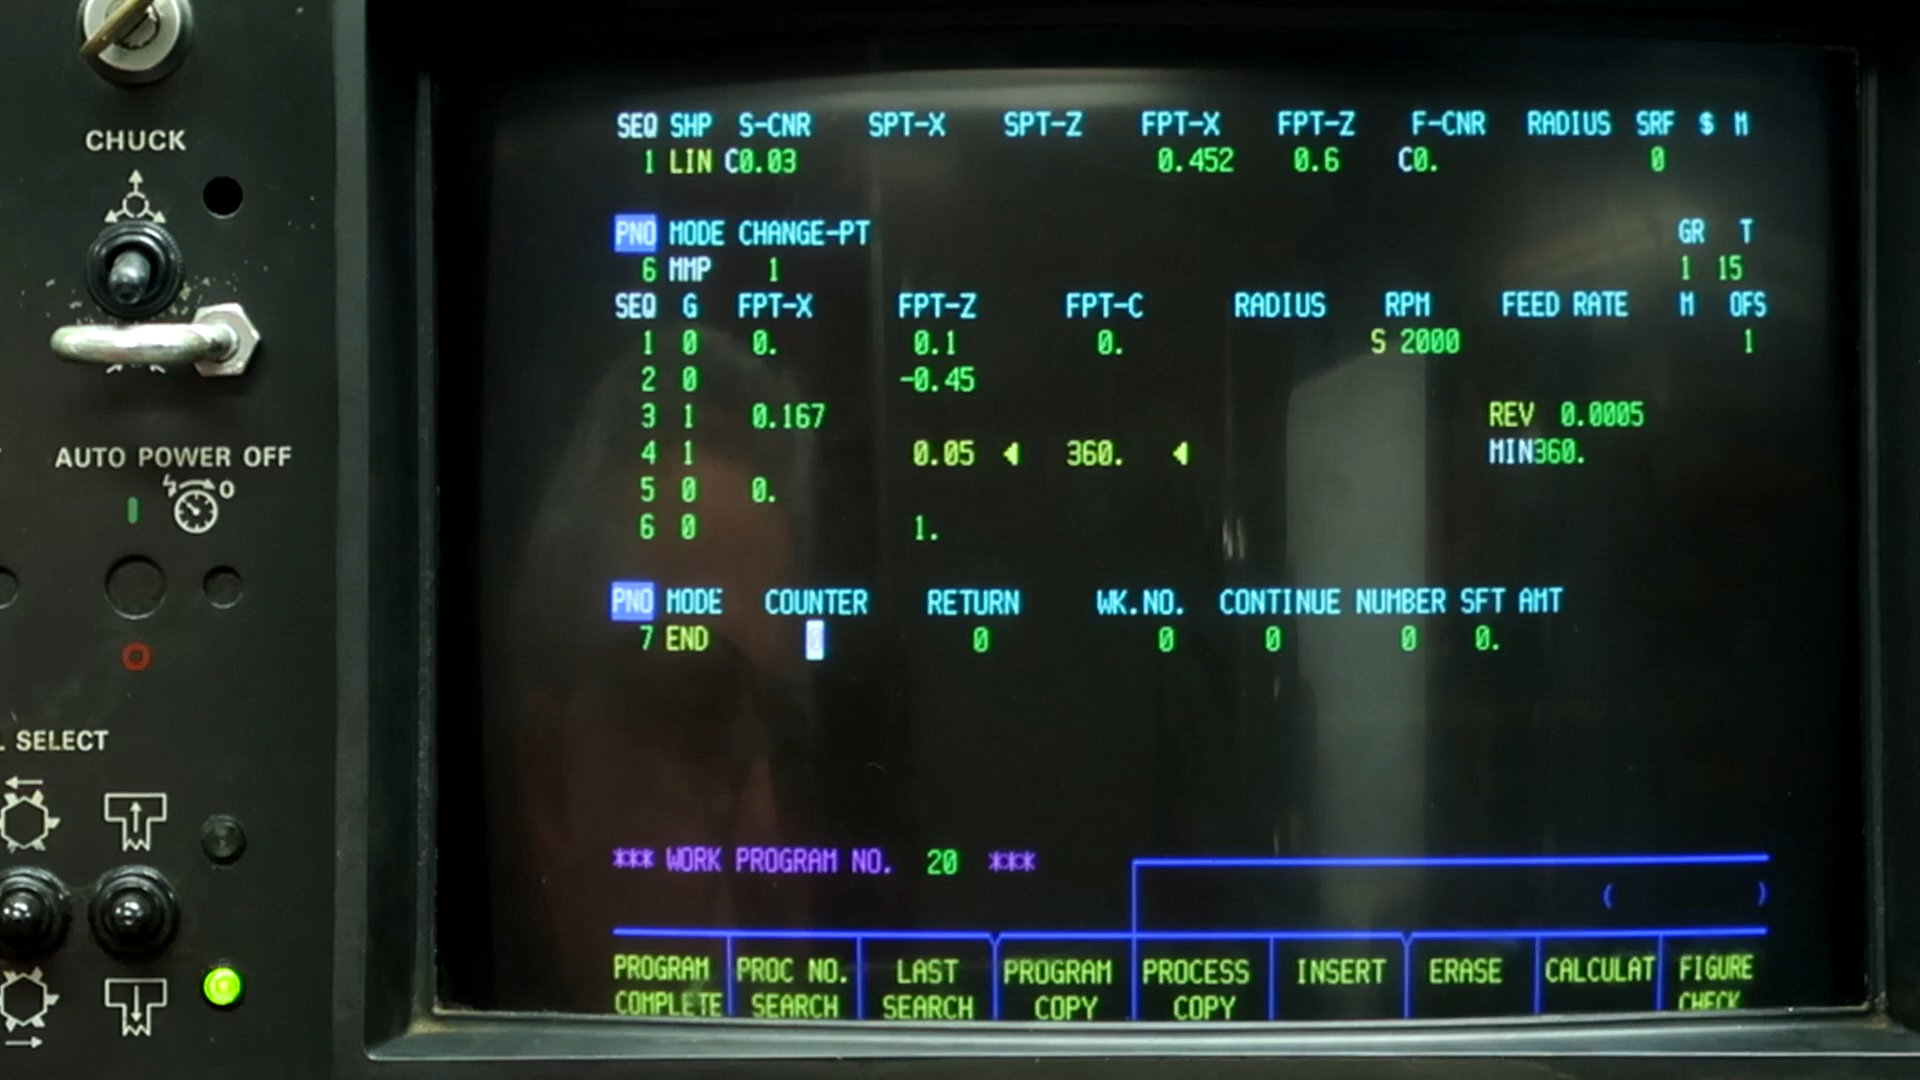 CHUCK
AUTO POWER OFF
O
L SELECT
SEQ SHP S-CNR SPT-X SPT-Z FPT-X FPT-Z F-CNR RADIUS SRF $ M
1 LIN C0.03 0.452 0.6 C0. 0
PNO MODE CHANGE-PT GR T
6 MMP 1 1 15
SEQ G FPT-X FPT-Z FPT-C RADIUS RPM FEED RATE M OFS
1 0 0. 0.1 0. S 2000 1
2 0 -0.45
3 1 0.167 REV 0.0005
4 1 0.05 ◀ 360. ◀ MIN360.
5 0 0.
6 0 1.
PNO MODE COUNTER RETURN WK.NO. CONTINUE NUMBER SFT AMT
7 END 0 0 0 0 0 0.
*** WORK PROGRAM NO. 20 ***
( )
PROGRAM COMPLETE
PROC NO. SEARCH
LAST SEARCH
PROGRAM COPY
PROCESS COPY
INSERT
ERASE
CALCULAT
FIGURE CHECK